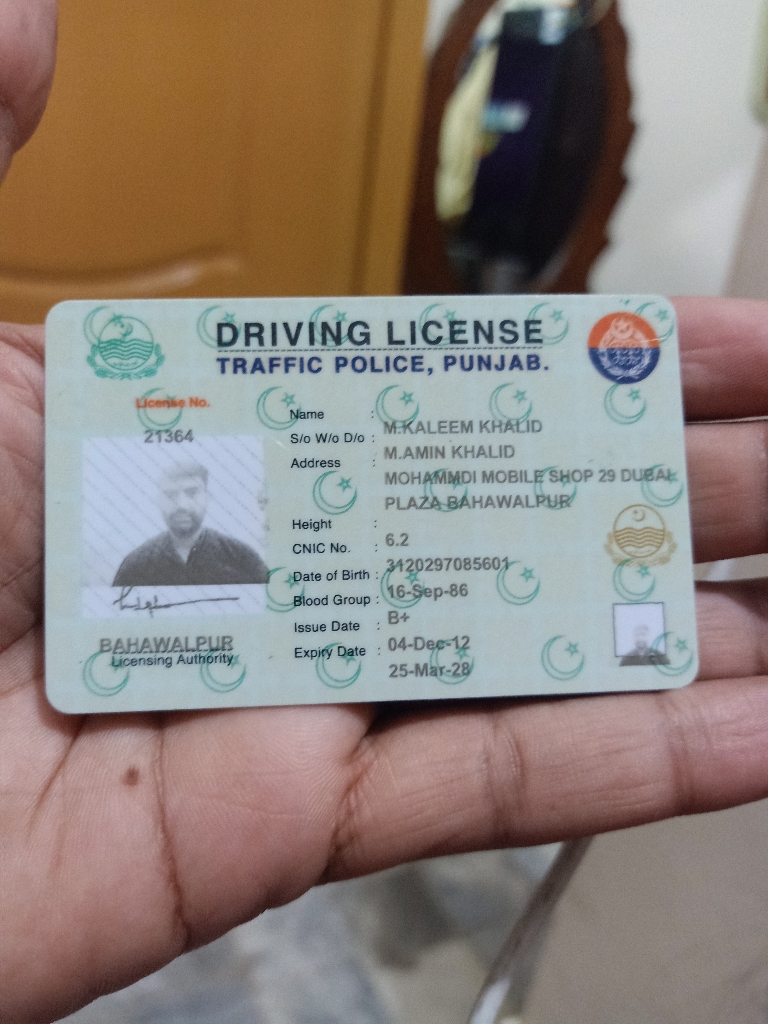 DRIVING LICENSE
TRAFFIC POLICE, PUNJAB.
License No.
21364
Name : M.KALEEM KHALID
S/o W/o D/o : M.AMIN KHALID
Address : MOHAMMDI MOBILE SHOP 29 DUBAI
PLAZA BAHAWALPUR
Height : 6.2
CNIC No. : 3120297085601
Date of Birth : 16-Sep-86
Blood Group : B+
Issue Date : 04-Dec-12
Expiry Date : 25-Mar-28
BAHAWALPUR
Licensing Authority